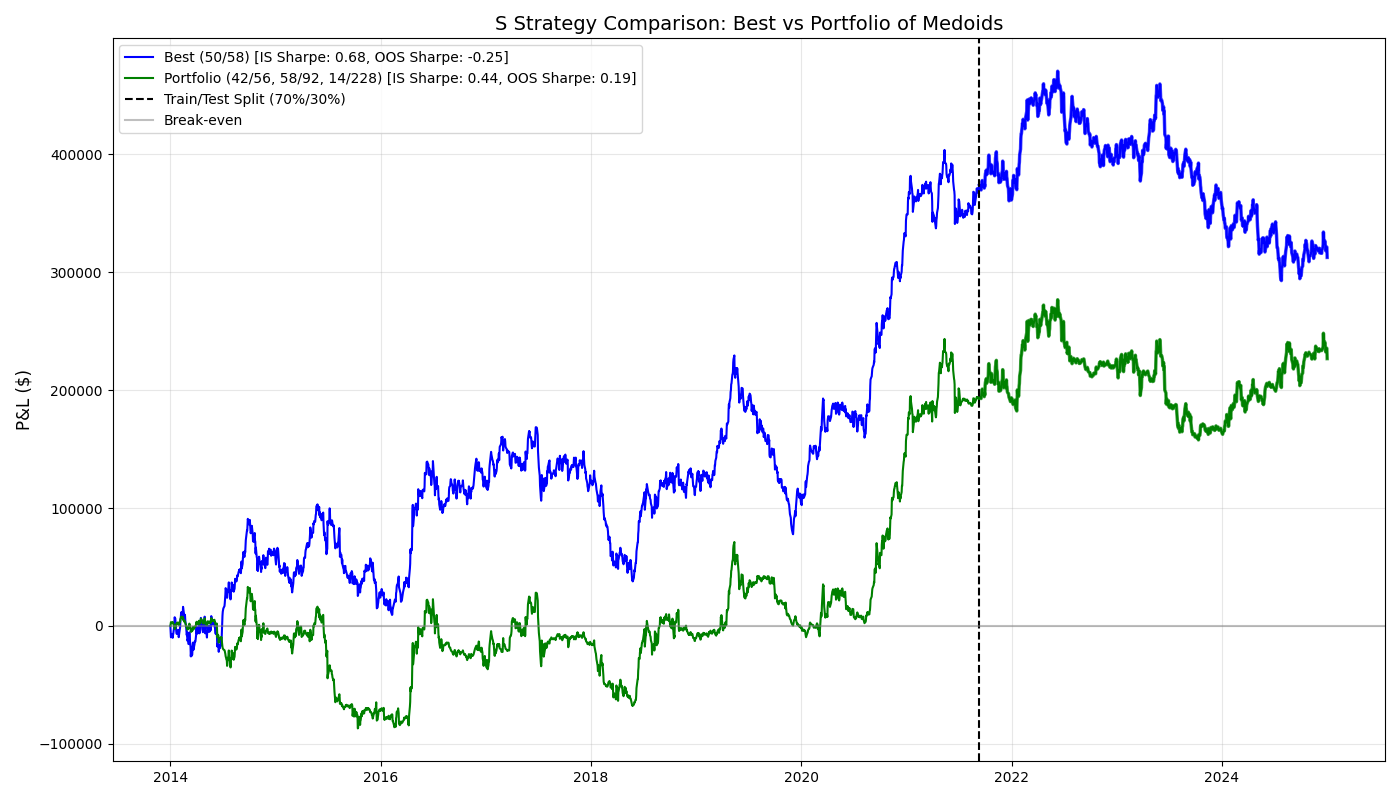 S Strategy Comparison: Best vs Portfolio of Medoids
Best (50/58) [IS Sharpe: 0.68, OOS Sharpe: -0.25]
Portfolio (42/56, 58/92, 14/228) [IS Sharpe: 0.44, OOS Sharpe: 0.19]
Train/Test Split (70%/30%)
Break-even
P&L ($)
400000
300000
200000
100000
0
−100000
2014
2016
2018
2020
2022
2024